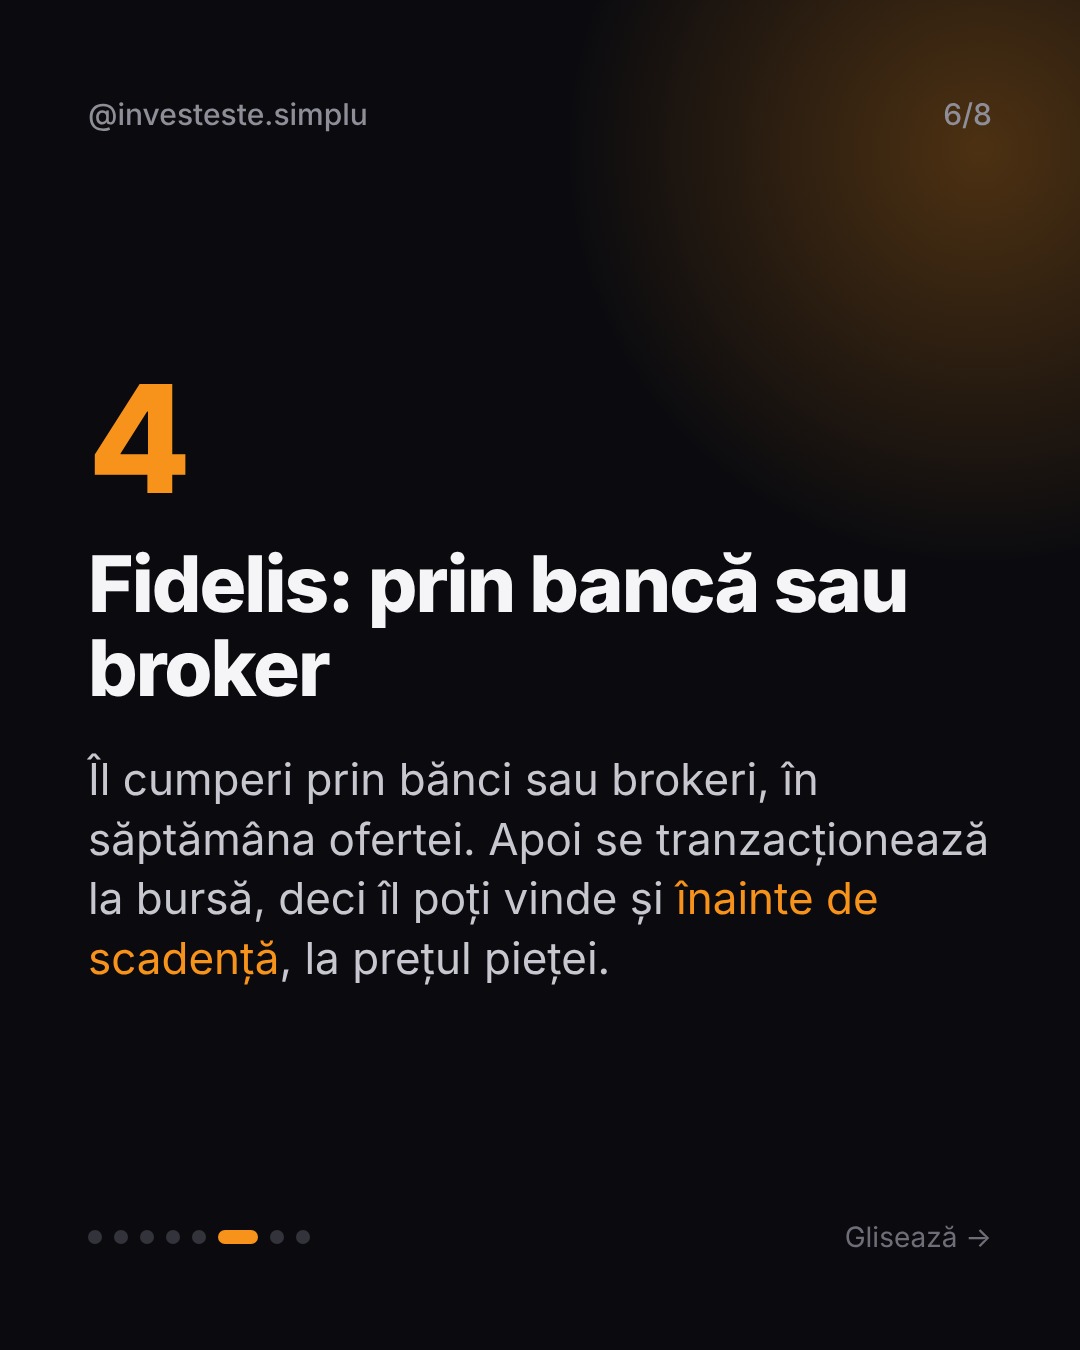 @investeste.simplu
6/8
4
Fidelis: prin bancă sau
broker
Îl cumperi prin bănci sau brokeri, în
săptămâna ofertei. Apoi se tranzacționează
la bursă, deci îl poți vinde și înainte de
scadență, la prețul pieței.
Glisează →